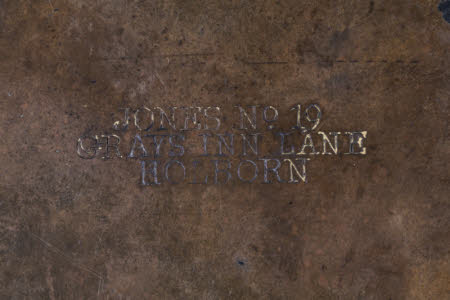 JONES NO 19
GRAYS INN LANE
HOLBORN